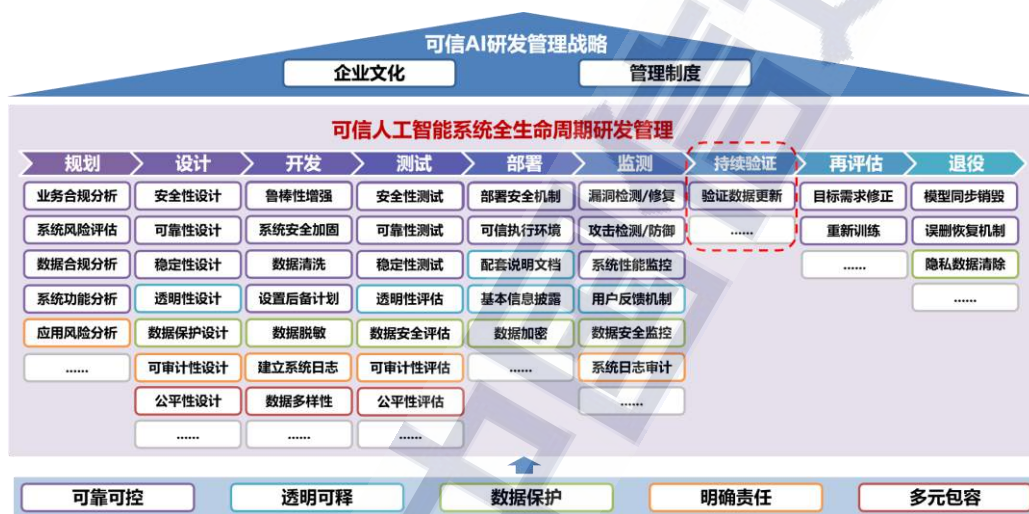 可信AI研发管理战略
企业文化 管理制度
可信人工智能系统全生命周期研发管理
规划 设计 开发 测试 部署 监测 持续验证 再评估 退役
业务合规分析 安全性设计 鲁棒性增强 安全性测试 部署安全机制 漏洞检测/修复 验证数据更新 目标需求修正 模型同步销毁
系统风险评估 可靠性设计 系统安全加固 可靠性测试 可信执行环境 攻击检测/防御 ...... 重新训练 误删恢复机制
数据合规分析 稳定性设计 数据清洗 稳定性测试 配套说明文档 系统性能监控 ...... 隐私数据清除
系统功能分析 透明性设计 设置后备计划 透明性评估 基本信息披露 用户反馈机制 ......
应用风险分析 数据保护设计 数据脱敏 数据安全评估 数据加密 数据安全监控
...... 可审计性设计 建立系统日志 可审计性评估 ...... 系统日志审计
公平性设计 数据多样性 公平性评估 ......
...... ...... ......
可靠可控 透明可释 数据保护 明确责任 多元包容